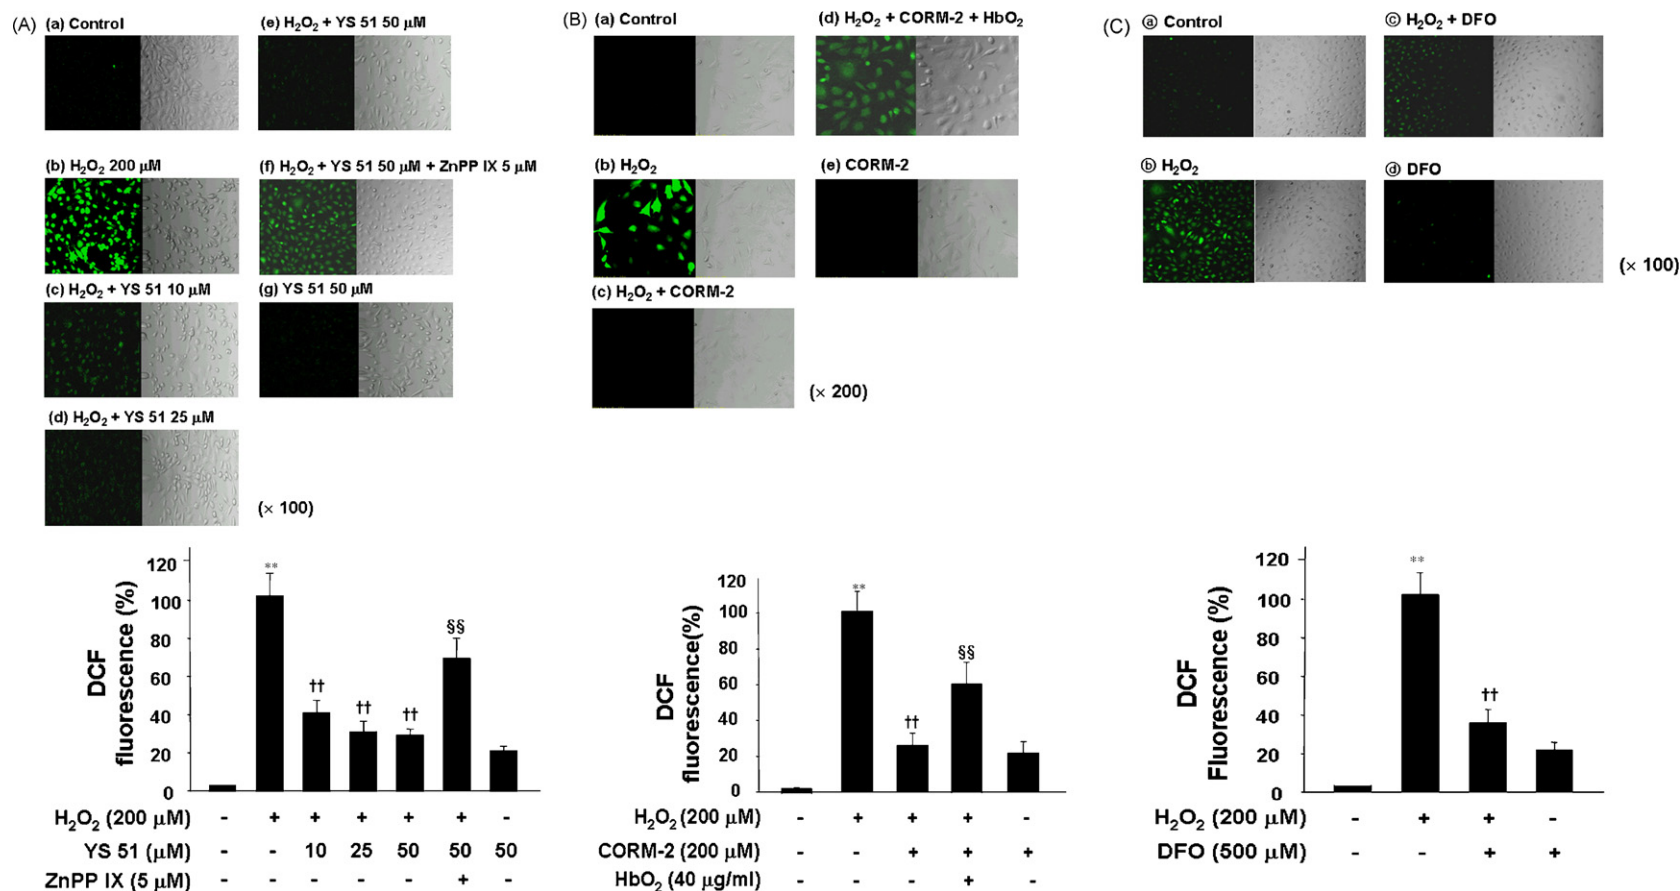 (A)
(a) Control
(e) H₂O₂ + YS 51 50 μM
(b) H₂O₂ 200 μM
(f) H₂O₂ + YS 51 50 μM + ZnPP IX 5 μM
(c) H₂O₂ + YS 51 10 μM
(g) YS 51 50 μM
(d) H₂O₂ + YS 51 25 μM
(× 100)
DCF
fluorescence (%)
120
100
80
60
40
20
0
**
††
††
††
§§
H₂O₂ (200 μM) - + + + + + -
YS 51 (μM) - - 10 25 50 50 50
ZnPP IX (5 μM) - - - - - + -
(B)
(a) Control
(d) H₂O₂ + CORM-2 + HbO₂
(b) H₂O₂
(e) CORM-2
(c) H₂O₂ + CORM-2
(× 200)
DCF
fluorescence(%)
120
100
80
60
40
20
0
**
††
§§
H₂O₂ (200 μM) - + + + -
CORM-2 (200 μM) - - + + +
HbO₂ (40 μg/ml) - - - + -
(C)
ⓐ Control
ⓒ H₂O₂ + DFO
ⓑ H₂O₂
ⓓ DFO
(× 100)
DCF
Fluorescence (%)
120
100
80
60
40
20
0
**
††
H₂O₂ (200 μM) - + + -
DFO (500 μM) - - + +